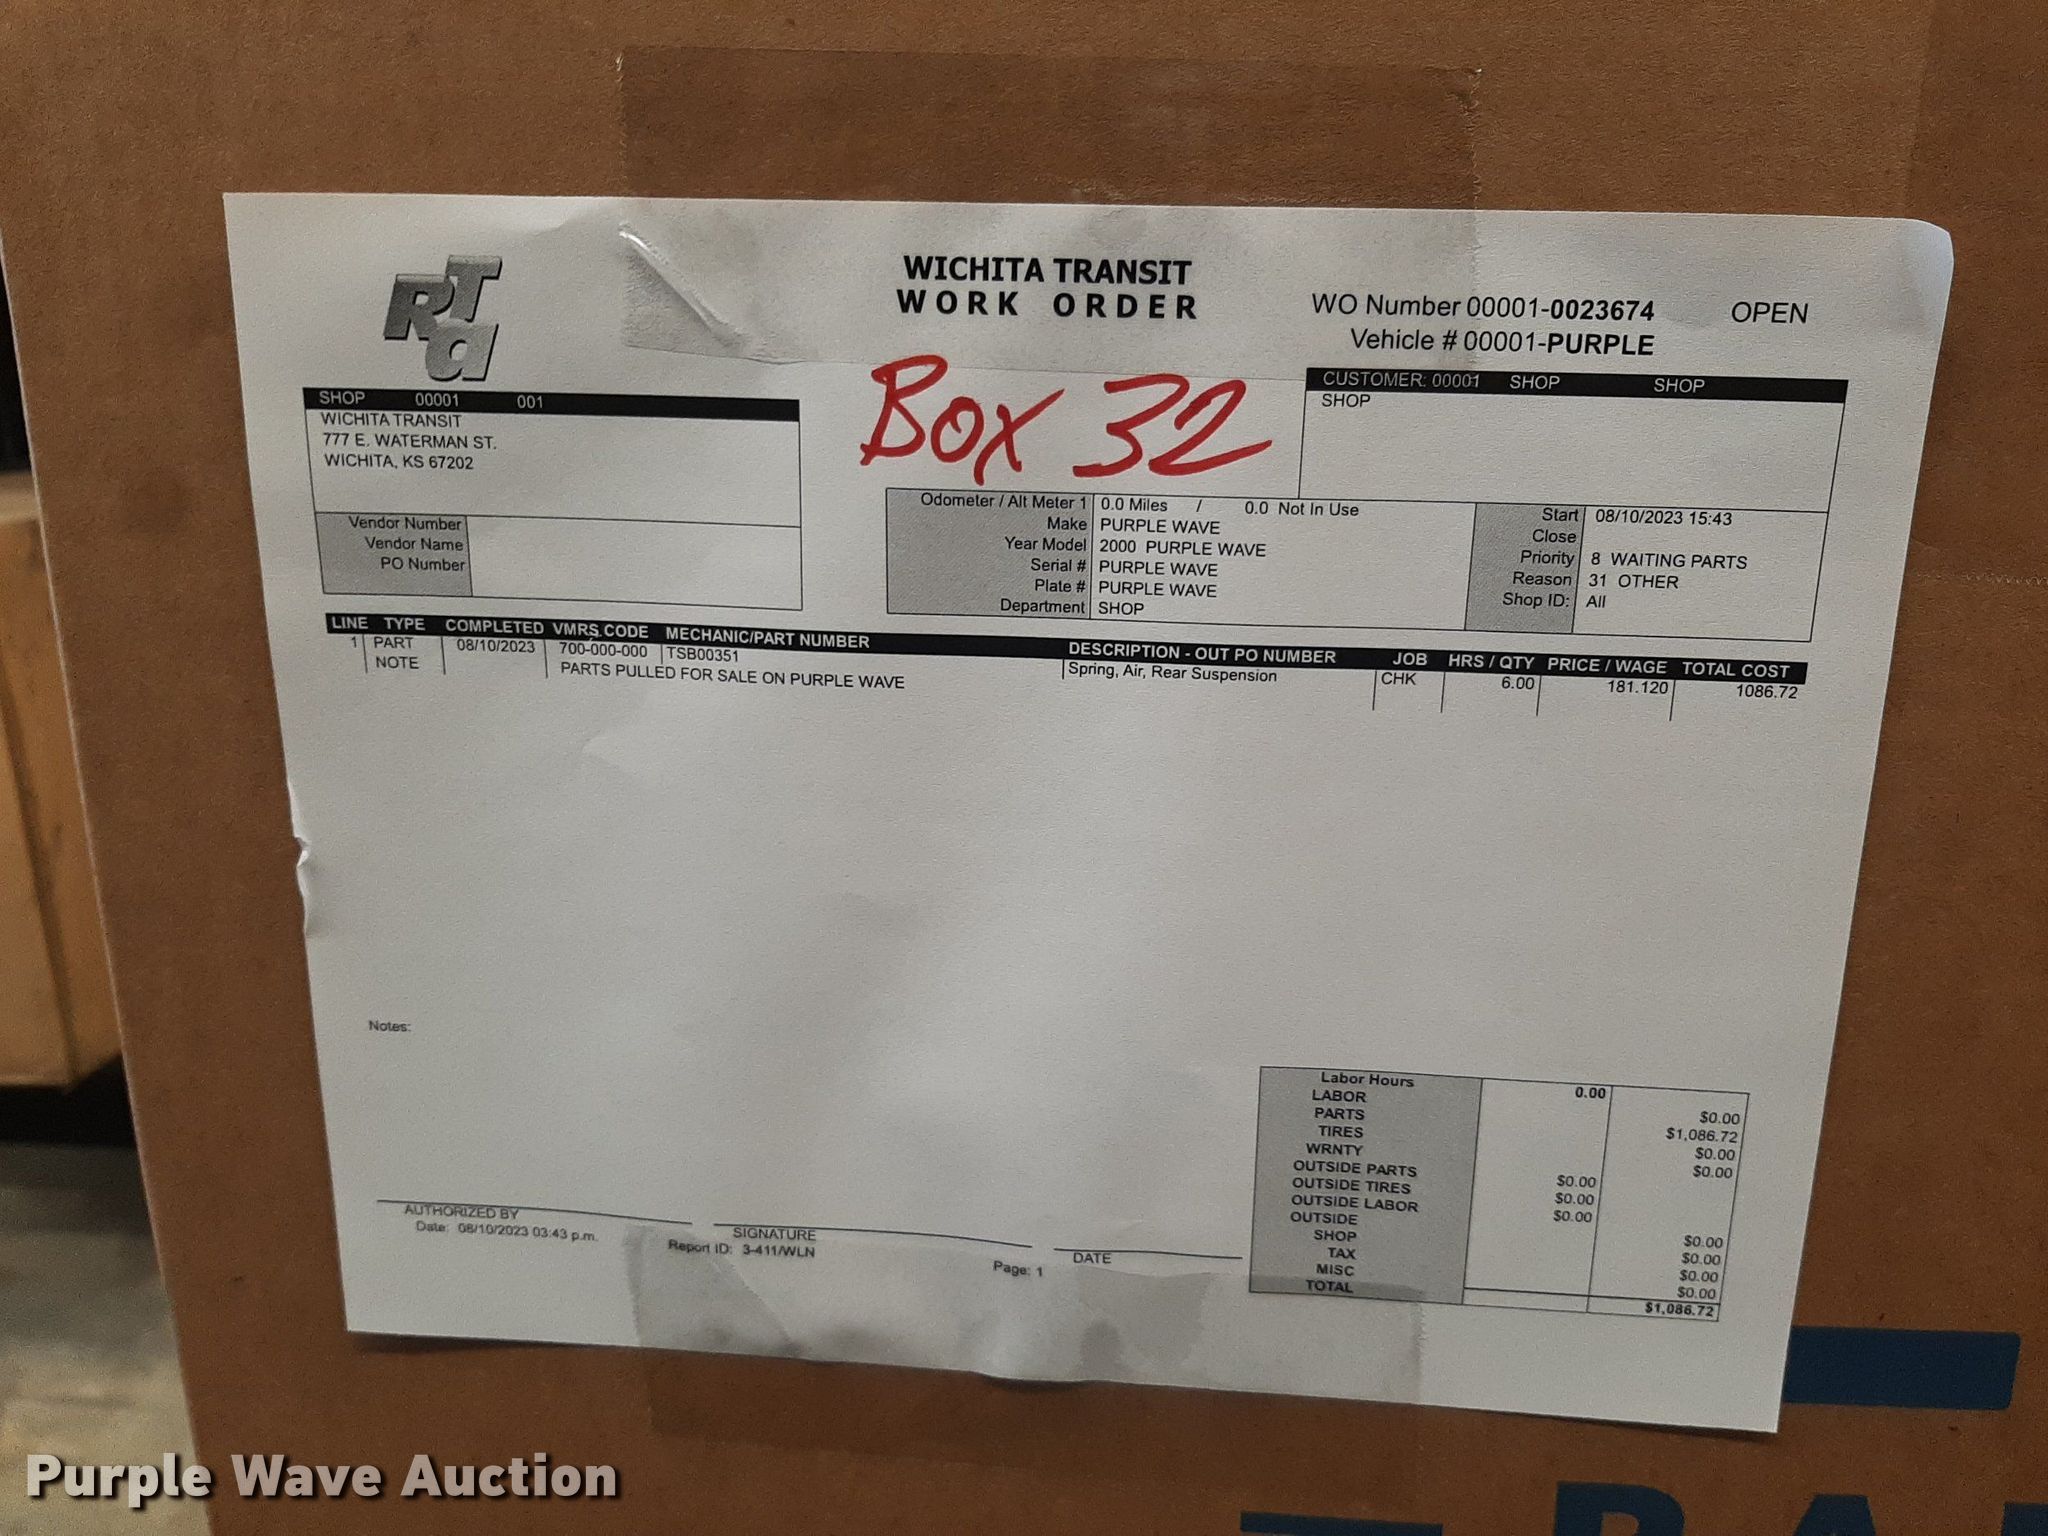 RTa
WICHITA TRANSIT
WORK ORDER
WO Number 00001-0023674 OPEN
Vehicle # 00001-PURPLE
Box 32
SHOP 00001 001
WICHITA TRANSIT
777 E. WATERMAN ST.
WICHITA, KS 67202
CUSTOMER: 00001 SHOP SHOP
SHOP
Vendor Number
Vendor Name
PO Number
Odometer / Alt Meter 1 0.0 Miles / 0.0 Not In Use
Make PURPLE WAVE
Year Model 2000 PURPLE WAVE
Serial # PURPLE WAVE
Plate # PURPLE WAVE
Department SHOP
Start 08/10/2023 15:43
Close
Priority 8 WAITING PARTS
Reason 31 OTHER
Shop ID: All
LINE TYPE COMPLETED VMRS CODE MECHANIC/PART NUMBER DESCRIPTION - OUT PO NUMBER JOB HRS / QTY PRICE / WAGE TOTAL COST
1 PART 08/10/2023 700-000-000 TSB00351 Spring, Air, Rear Suspension CHK 6.00 181.120 1086.72
NOTE PARTS PULLED FOR SALE ON PURPLE WAVE
Notes:
Labor Hours 0.00
LABOR $0.00
PARTS $1,086.72
TIRES $0.00
WRNTY $0.00
OUTSIDE PARTS $0.00
OUTSIDE TIRES $0.00
OUTSIDE LABOR $0.00
OUTSIDE $0.00
SHOP $0.00
TAX $0.00
MISC $0.00
TOTAL $1,086.72
AUTHORIZED BY SIGNATURE DATE
Date: 08/10/2023 03:43 p.m. Report ID: 3-411/WLN Page: 1
Purple Wave Auction